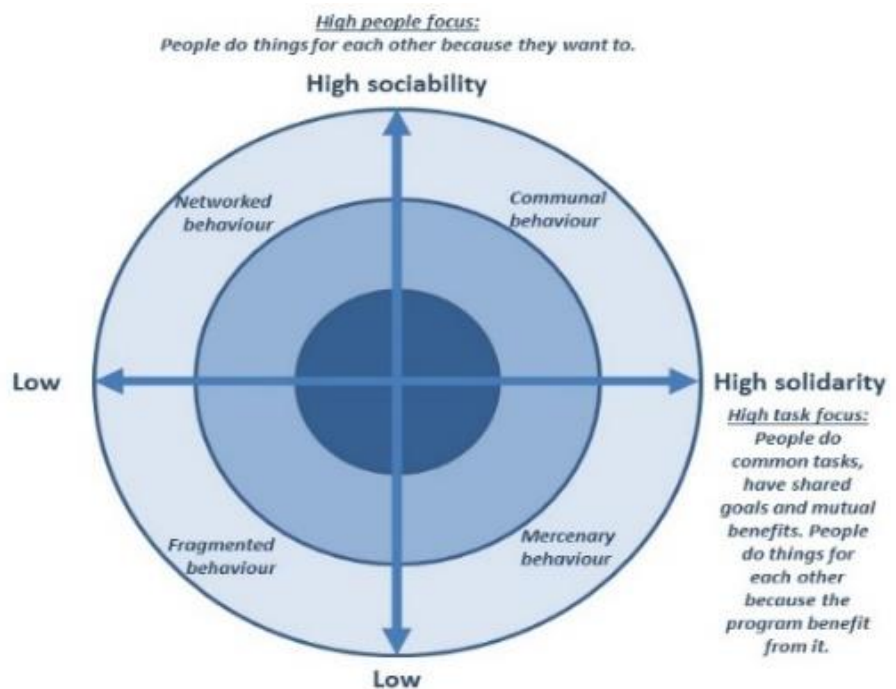 High people focus:
People do things for each other because they want to.
High sociability
Networked
behaviour
Communal
behaviour
Low
High solidarity
High task focus:
People do
common tasks,
have shared
goals and mutual
benefits. People
do things for
each other
because the
program benefit
from it.
Fragmented
behaviour
Mercenary
behaviour
Low